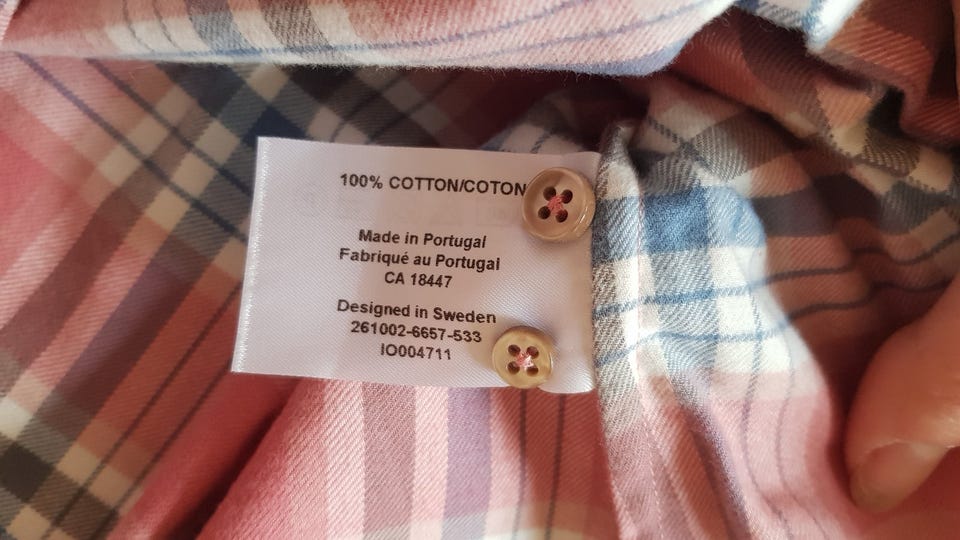 100% COTTON/COTON
Made in Portugal
Fabriqué au Portugal
CA 18447
Designed in Sweden
261002-6657-533
IO004711